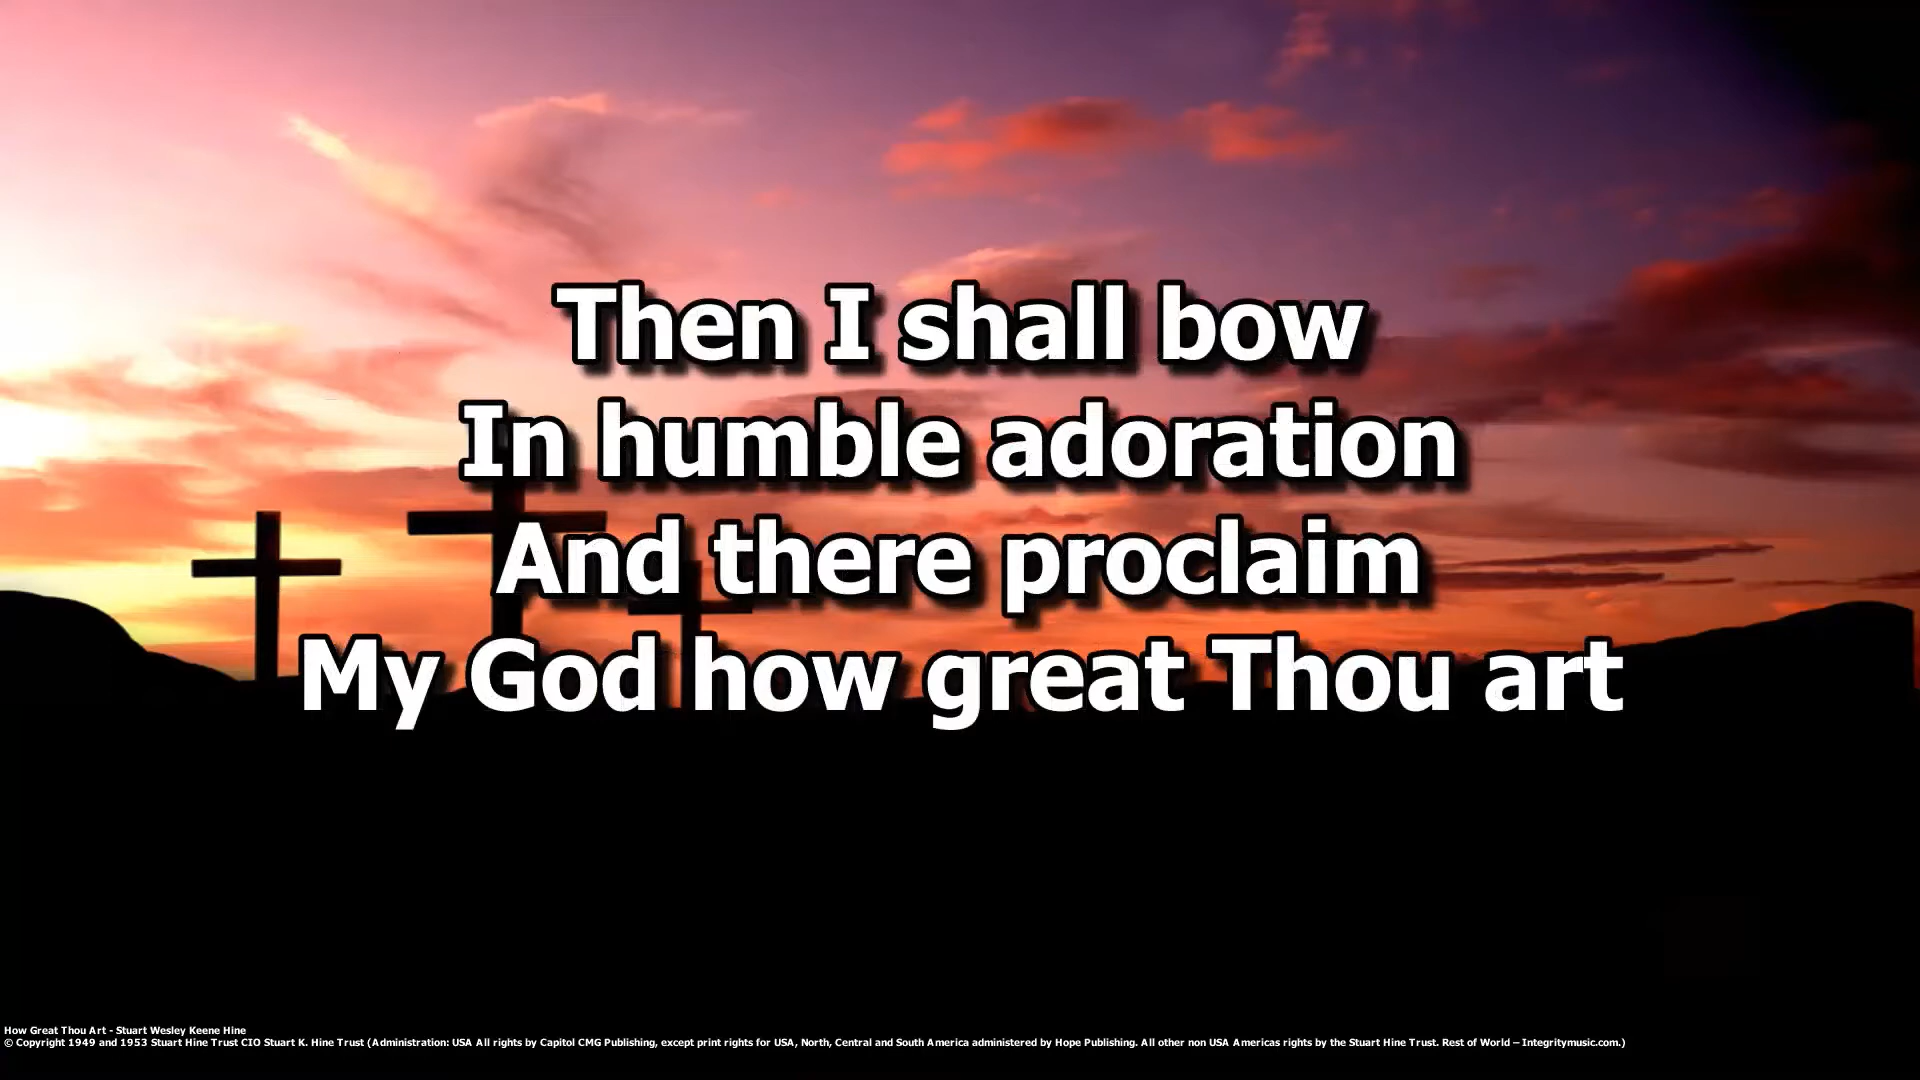 Then I shall bow
In humble adoration
And there proclaim
My God how great Thou art
How Great Thou Art - Stuart Wesley Keene Hine
© Copyright 1949 and 1953 Stuart Hine Trust CIO Stuart K. Hine Trust (Administration: USA All rights by Capitol CMG Publishing, except print rights for USA, North, Central and South America administered by Hope Publishing. All other non USA Americas rights by the Stuart Hine Trust. Rest of World – Integritymusic.com.)